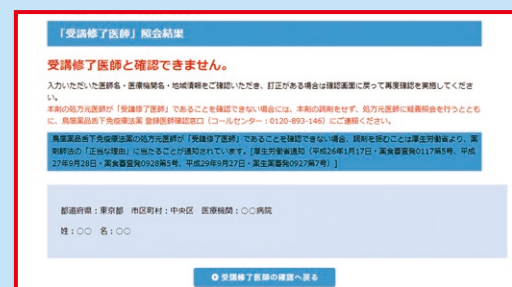 「受講修了医師」照会結果
受講修了医師と確認できません。
入力いただいた医師名・医療機関名・地域情報をご確認いただき、訂正がある場合は確認画面に戻って再度確認を実施してくださ
い。
本剤の処方元医師が「受講修了医師」であることを確認できない場合には、本剤の調剤をせず、処方元医師に疑義照会を行うととも
に、鳥居薬品舌下免疫療法薬 登録医師確認窓口（コールセンター：0120-893-146）にご連絡ください。
鳥居薬品舌下免疫療法薬の処方元医師が「受講修了医師」であることを確認できない場合、調剤を拒むことは厚生労働省より、薬
剤師法の「正当な理由」に当たることが通知されています。[厚生労働省通知（平成26年1月17日・薬食審査発0117第5号、平成
27年9月28日・薬食審査発0928第5号、平成29年9月27日・薬生薬審発0927第7号）]
都道府県：東京都 市区町村：中央区 医療機関：○○病院
姓：○○ 名：○○
受講修了医師の確認へ戻る